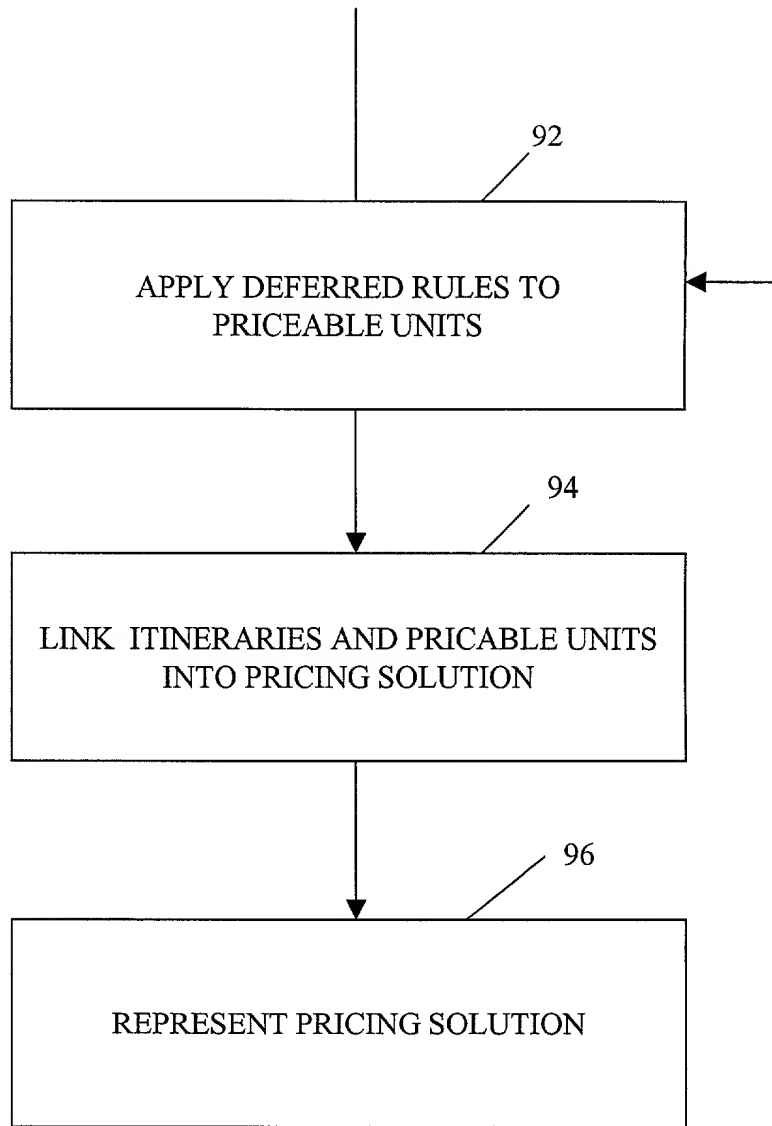 92
APPLY DEFERRED RULES TO
PRICEABLE UNITS
94
LINK ITINERARIES AND PRICABLE UNITS
INTO PRICING SOLUTION
96
REPRESENT PRICING SOLUTION